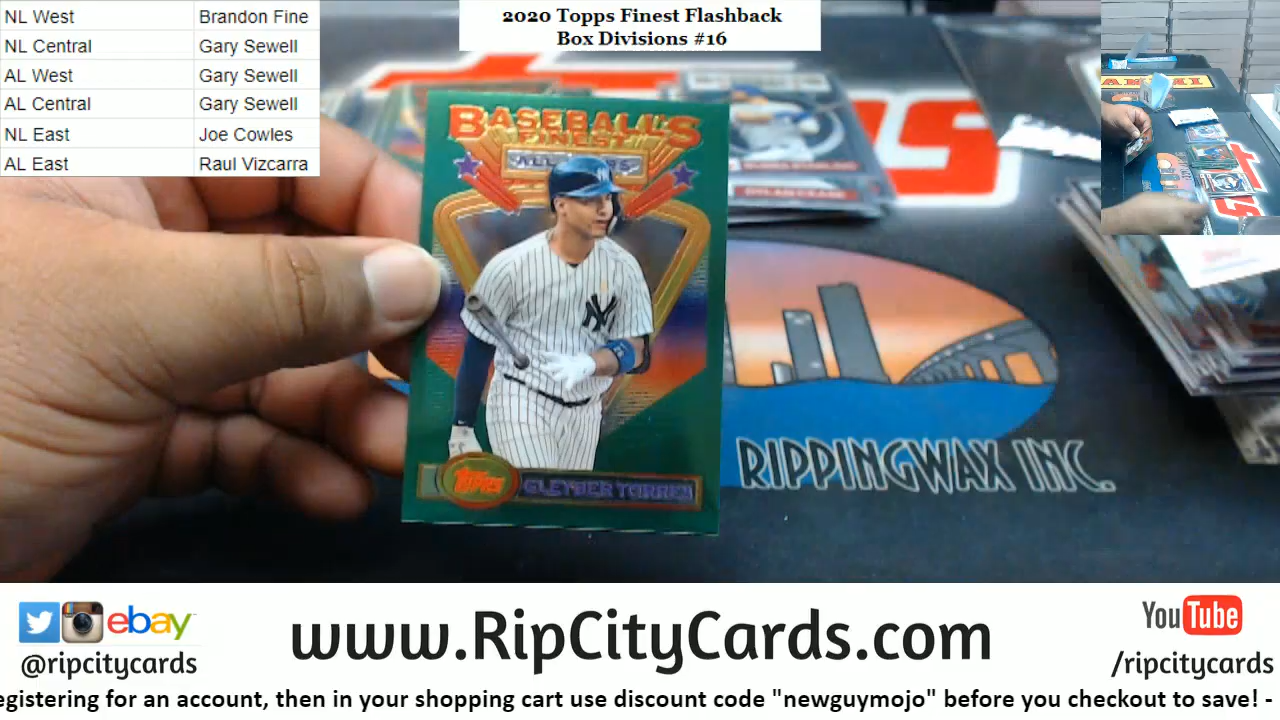 NL West Brandon Fine
NL Central Gary Sewell
AL West Gary Sewell
AL Central Gary Sewell
NL East Joe Cowles
AL East Raul Vizcarra
2020 Topps Finest Flashback
Box Divisions #16
BASEBALL'S
FINEST
ALL STARS
TOPPS
GLEYBER TORRES
RIPPINGWAX INC.
ebay
@ripcitycards
www.RipCityCards.com
YouTube
/ripcitycards
egistering for an account, then in your shopping cart use discount code "newguymojo" before you checkout to save! -